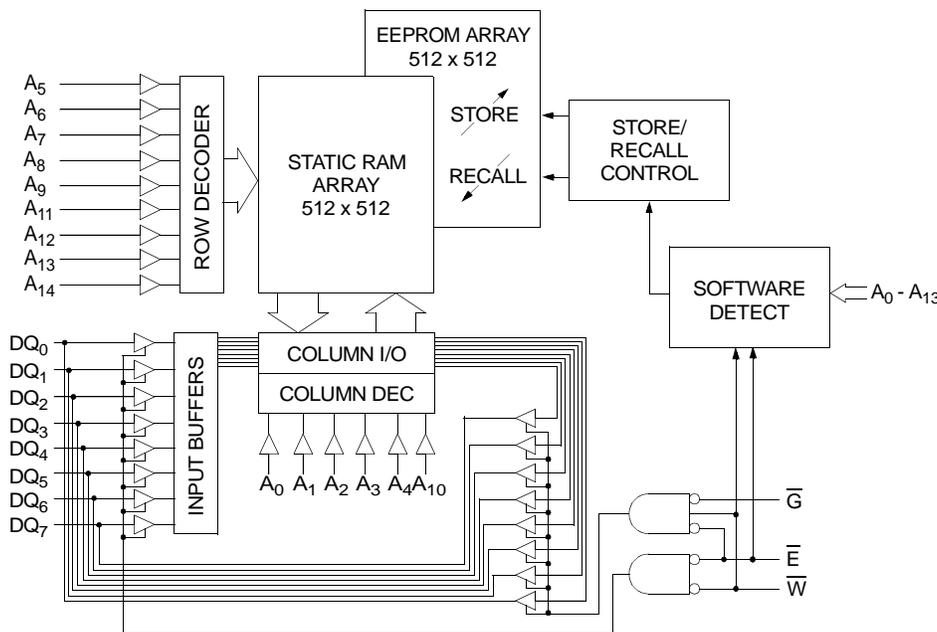 EEPROM ARRAY
512 x 512
STORE
RECALL
STATIC RAM
ARRAY
512 x 512
STORE/
RECALL
CONTROL
SOFTWARE
DETECT
A0 - A13
A5
A6
A7
A8
A9
A11
A12
A13
A14
ROW DECODER
DQ0
DQ1
DQ2
DQ3
DQ4
DQ5
DQ6
DQ7
INPUT BUFFERS
COLUMN I/O
COLUMN DEC
A0 A1 A2 A3 A4 A10
G̅
E̅
W̅